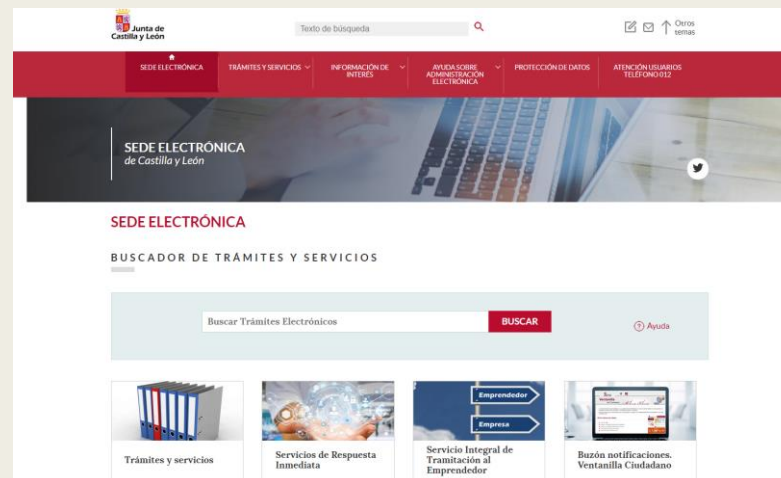 Junta de
Castilla y León
Texto de búsqueda
Otros
temas
SEDE ELECTRÓNICA
TRÁMITES Y SERVICIOS
INFORMACIÓN DE
INTERÉS
AYUDA SOBRE
ADMINISTRACIÓN
ELECTRÓNICA
PROTECCIÓN DE DATOS
ATENCIÓN USUARIOS
TELÉFONO 012
SEDE ELECTRÓNICA
de Castilla y León
SEDE ELECTRÓNICA
BUSCADOR DE TRÁMITES Y SERVICIOS
Buscar Trámites Electrónicos
BUSCAR
? Ayuda
Emprendedor
Empresa
Trámites y servicios
Servicios de Respuesta
Inmediata
Servicio Integral de
Tramitación al
Emprendedor
Buzón notificaciones.
Ventanilla Ciudadano